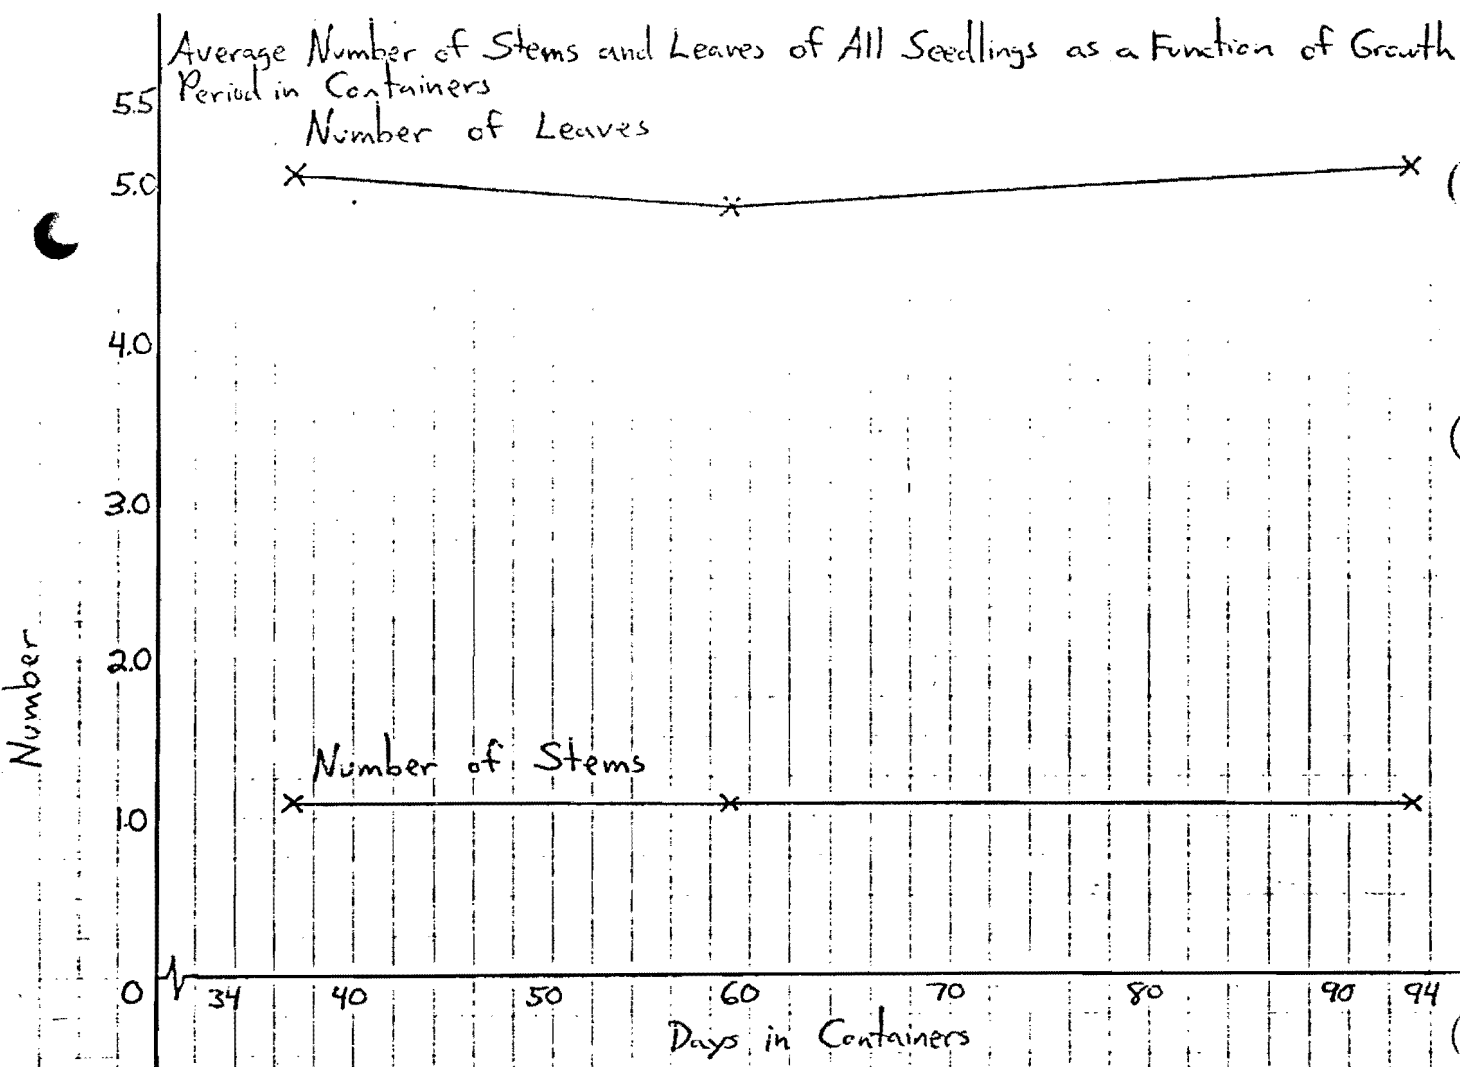 Average Number of Stems and Leaves of All Seedlings as a Function of Growth
Period in Containers
5.5
Number of Leaves
5.0
4.0
3.0
2.0
Number
Number of Stems
1.0
0 34 40 50 60 70 80 90 94
Days in Containers